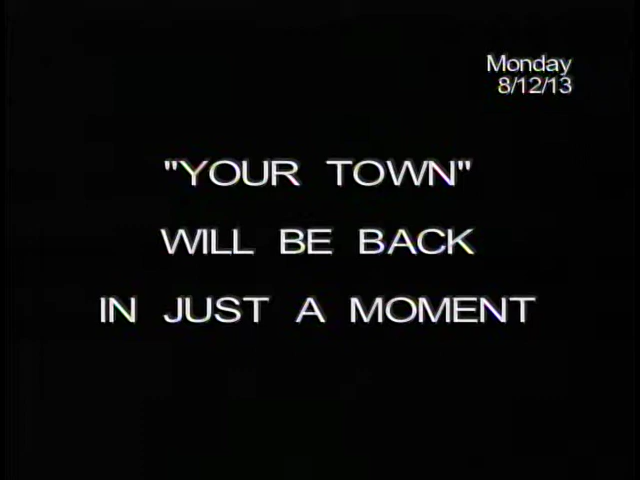 Monday
8/12/13
"YOUR TOWN"
WILL BE BACK
IN JUST A MOMENT